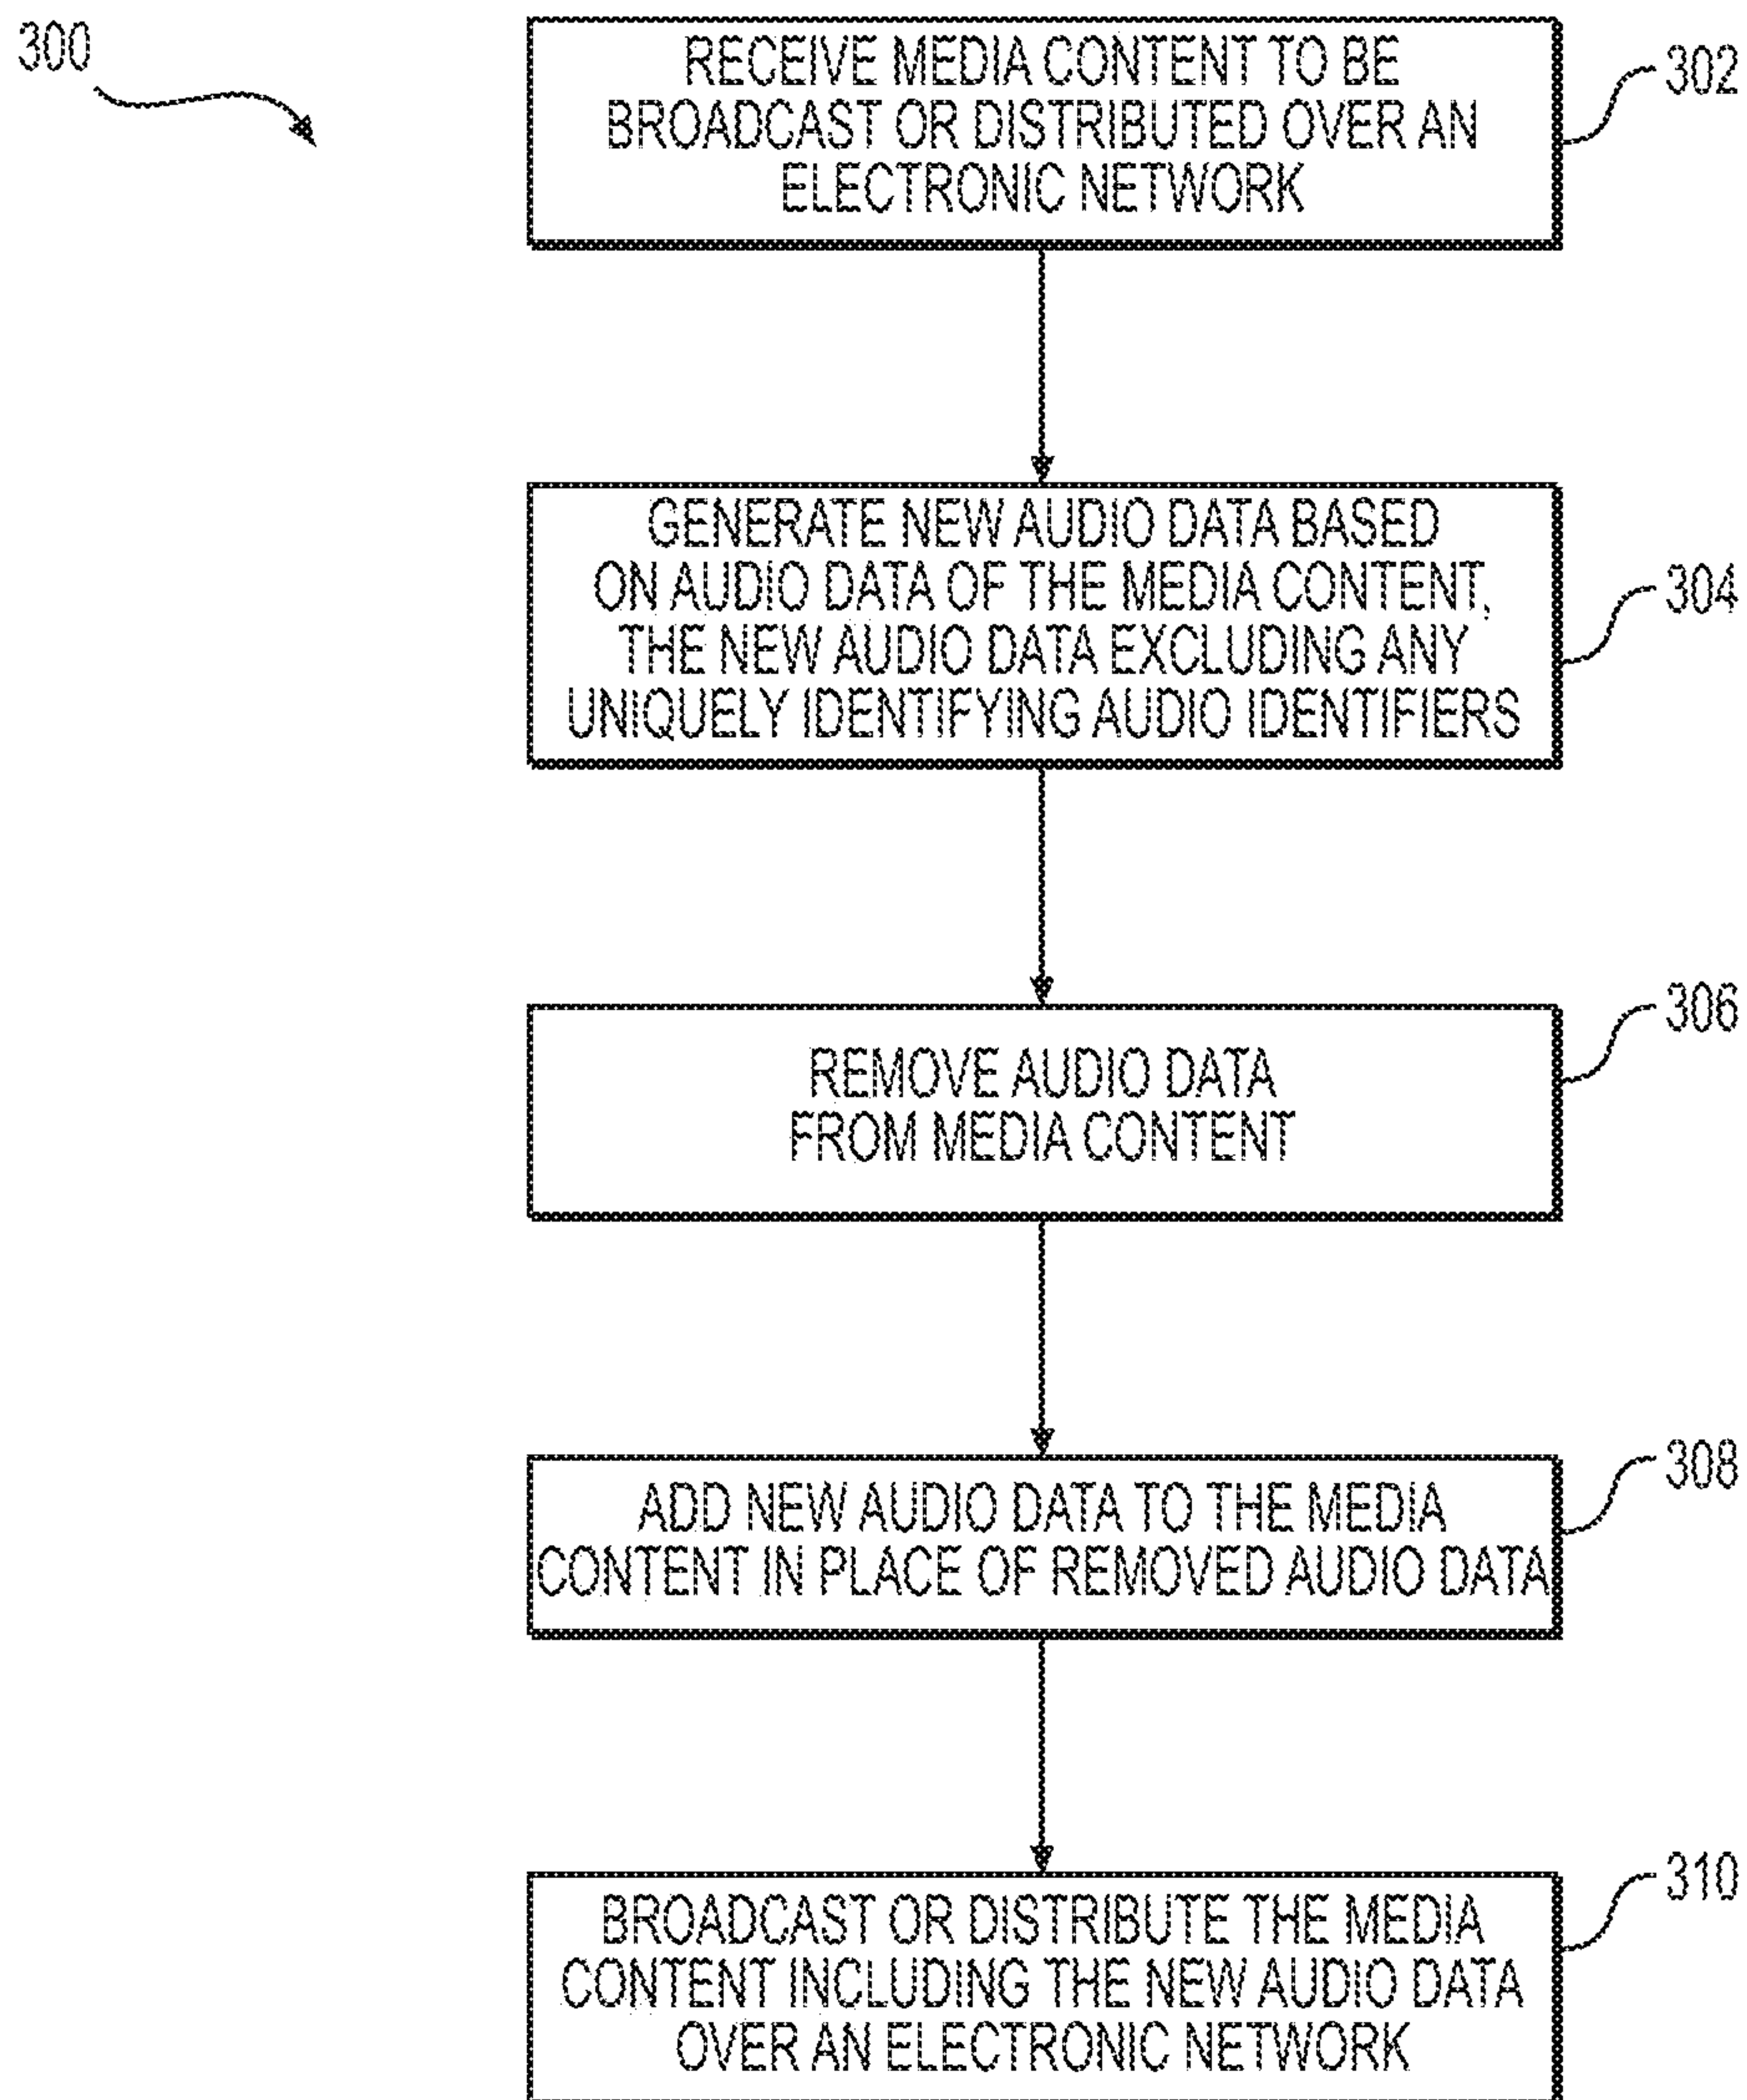 300
RECEIVE MEDIA CONTENT TO BE
BROADCAST OR DISTRIBUTED OVER AN
ELECTRONIC NETWORK
302
GENERATE NEW AUDIO DATA BASED
ON AUDIO DATA OF THE MEDIA CONTENT,
THE NEW AUDIO DATA EXCLUDING ANY
UNIQUELY IDENTIFYING AUDIO IDENTIFIERS
304
REMOVE AUDIO DATA
FROM MEDIA CONTENT
306
ADD NEW AUDIO DATA TO THE MEDIA
CONTENT IN PLACE OF REMOVED AUDIO DATA
308
BROADCAST OR DISTRIBUTE THE MEDIA
CONTENT INCLUDING THE NEW AUDIO DATA
OVER AN ELECTRONIC NETWORK
310